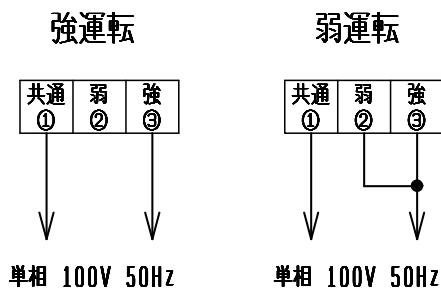 強運転 弱運転
共通 弱 強 共通 弱 強
① ② ③ ① ② ③
単相 100V 50Hz 単相 100V 50Hz